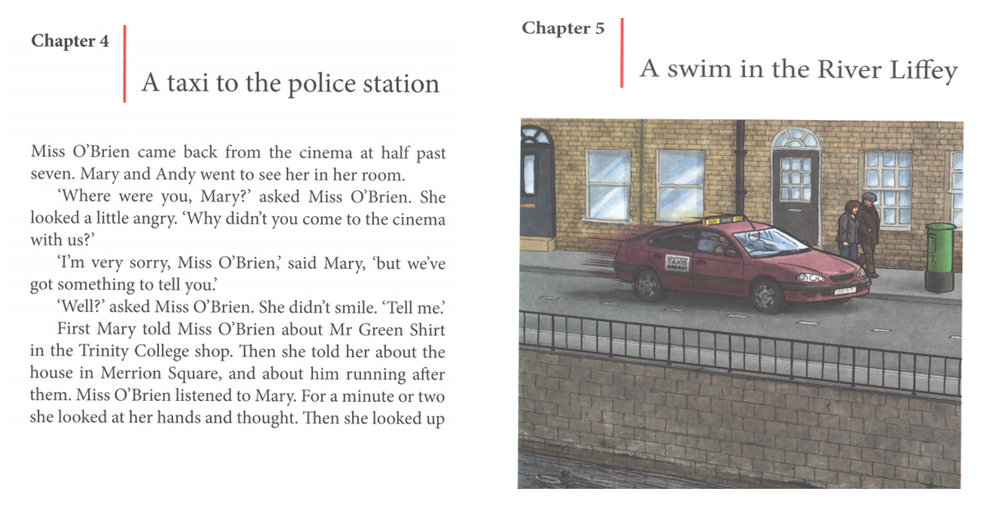 Chapter 4
A taxi to the police station
Miss O’Brien came back from the cinema at half past
seven. Mary and Andy went to see her in her room.
‘Where were you, Mary?’ asked Miss O’Brien. She
looked a little angry. ‘Why didn’t you come to the cinema
with us?’
‘I’m very sorry, Miss O’Brien,’ said Mary, ‘but we’ve
got something to tell you.’
‘Well?’ asked Miss O’Brien. She didn’t smile. ‘Tell me.’
First Mary told Miss O’Brien about Mr Green Shirt
in the Trinity College shop. Then she told her about the
house in Merrion Square, and about him running after
them. Miss O’Brien listened to Mary. For a minute or two
she looked at her hands and thought. Then she looked up
Chapter 5
A swim in the River Liffey
TAXI
TAXIS